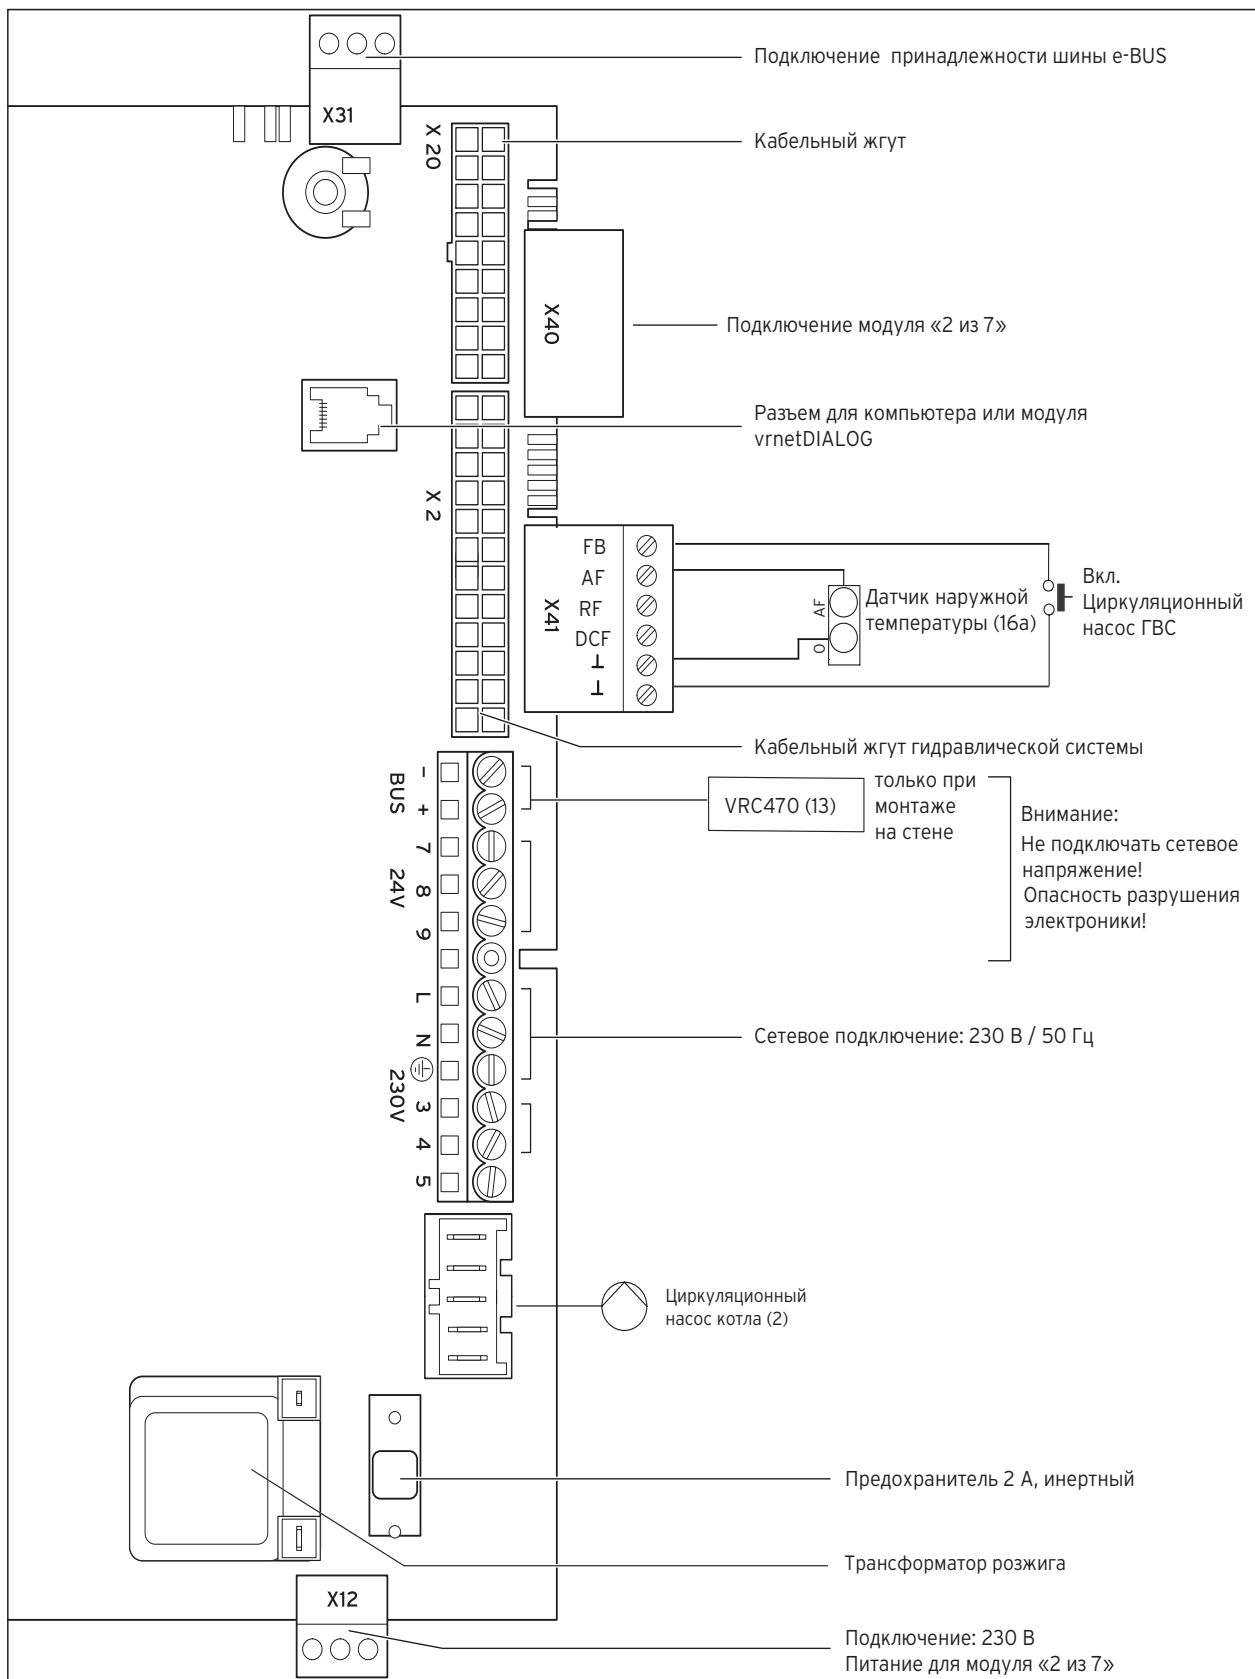 Подключение принадлежности шины e-BUS
X31
X 20
Кабельный жгут
X40
Подключение модуля «2 из 7»
Разъем для компьютера или модуля
vrnetDIALOG
X 2
X41
FB
AF
RF
DCF
⊥
⊥
AF
O
Датчик наружной
температуры (16a)
Вкл.
Циркуляционный
насос ГВС
Кабельный жгут гидравлической системы
BUS
−
+
24V
7
8
9
VRC470 (13)
только при
монтаже
на стене
Внимание:
Не подключать сетевое
напряжение!
Опасность разрушения
электроники!
L
N
230V
3
4
5
Сетевое подключение: 230 В / 50 Гц
Циркуляционный
насос котла (2)
Предохранитель 2 А, инертный
Трансформатор розжига
X12
Подключение: 230 В
Питание для модуля «2 из 7»